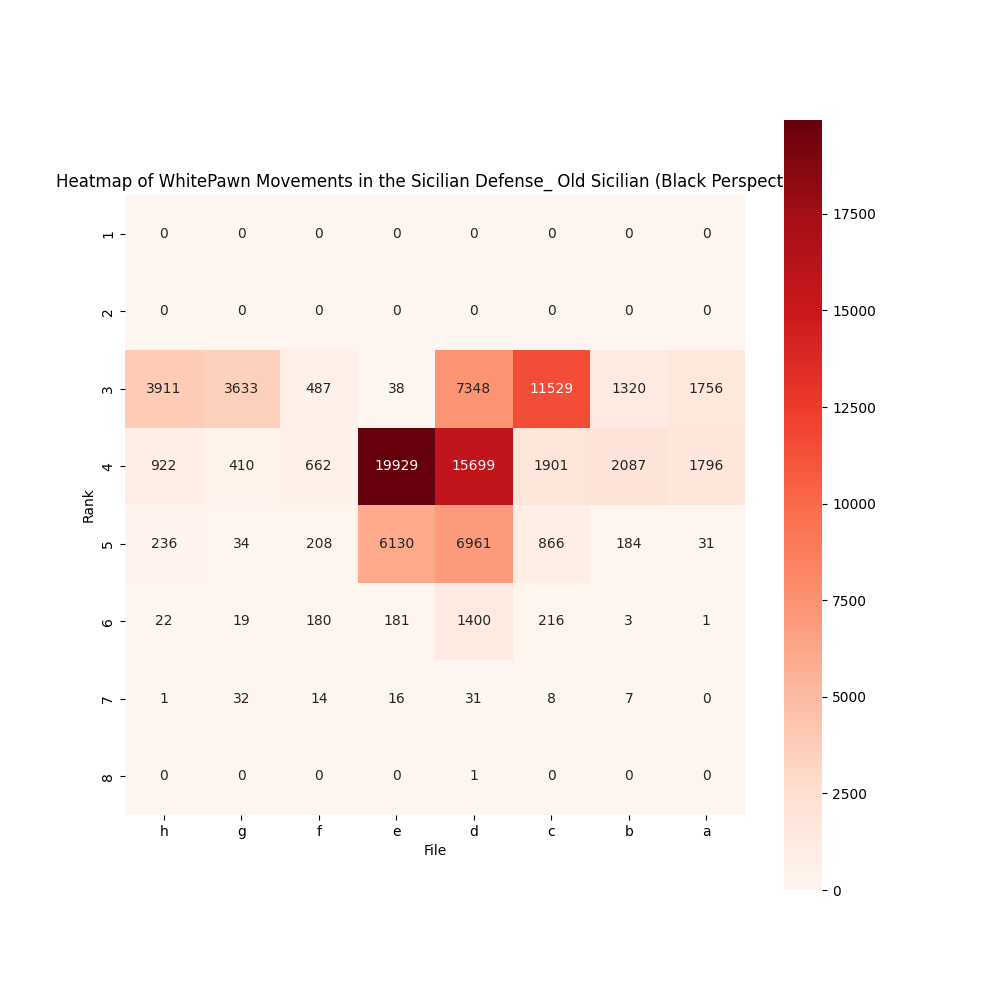 Heatmap of WhitePawn Movements in the Sicilian Defense_ Old Sicilian (Black Perspect
17500
15000
12500
10000
7500
5000
2500
0
Rank
1 0 0 0 0 0 0 0 0
2 0 0 0 0 0 0 0 0
3 3911 3633 487 38 7348 11529 1320 1756
4 922 410 662 19929 15699 1901 2087 1796
5 236 34 208 6130 6961 866 184 31
6 22 19 180 181 1400 216 3 1
7 1 32 14 16 31 8 7 0
8 0 0 0 0 1 0 0 0
h g f e d c b a
File